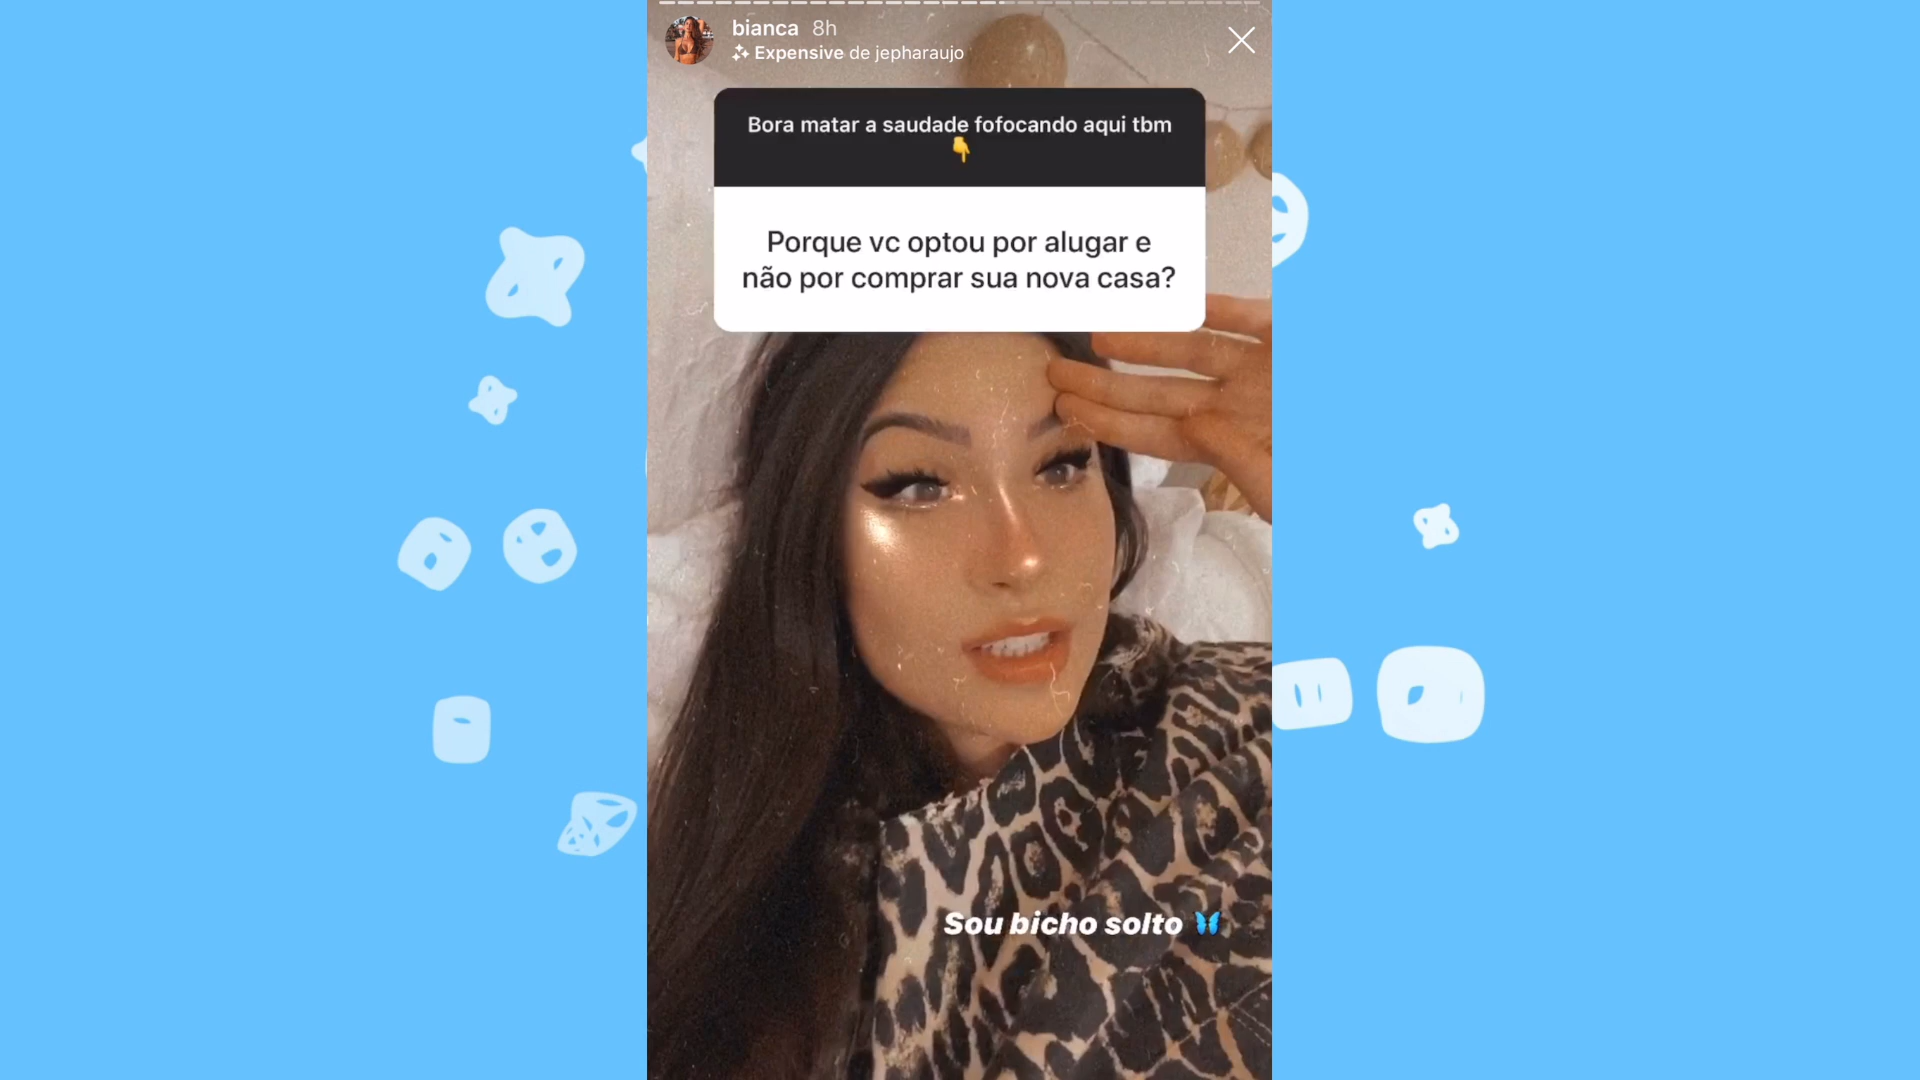 bianca 8h
Expensive de jepharaujo
Bora matar a saudade fofocando aqui tbm
👇
Porque vc optou por alugar e
não por comprar sua nova casa?
Sou bicho solto 🦋